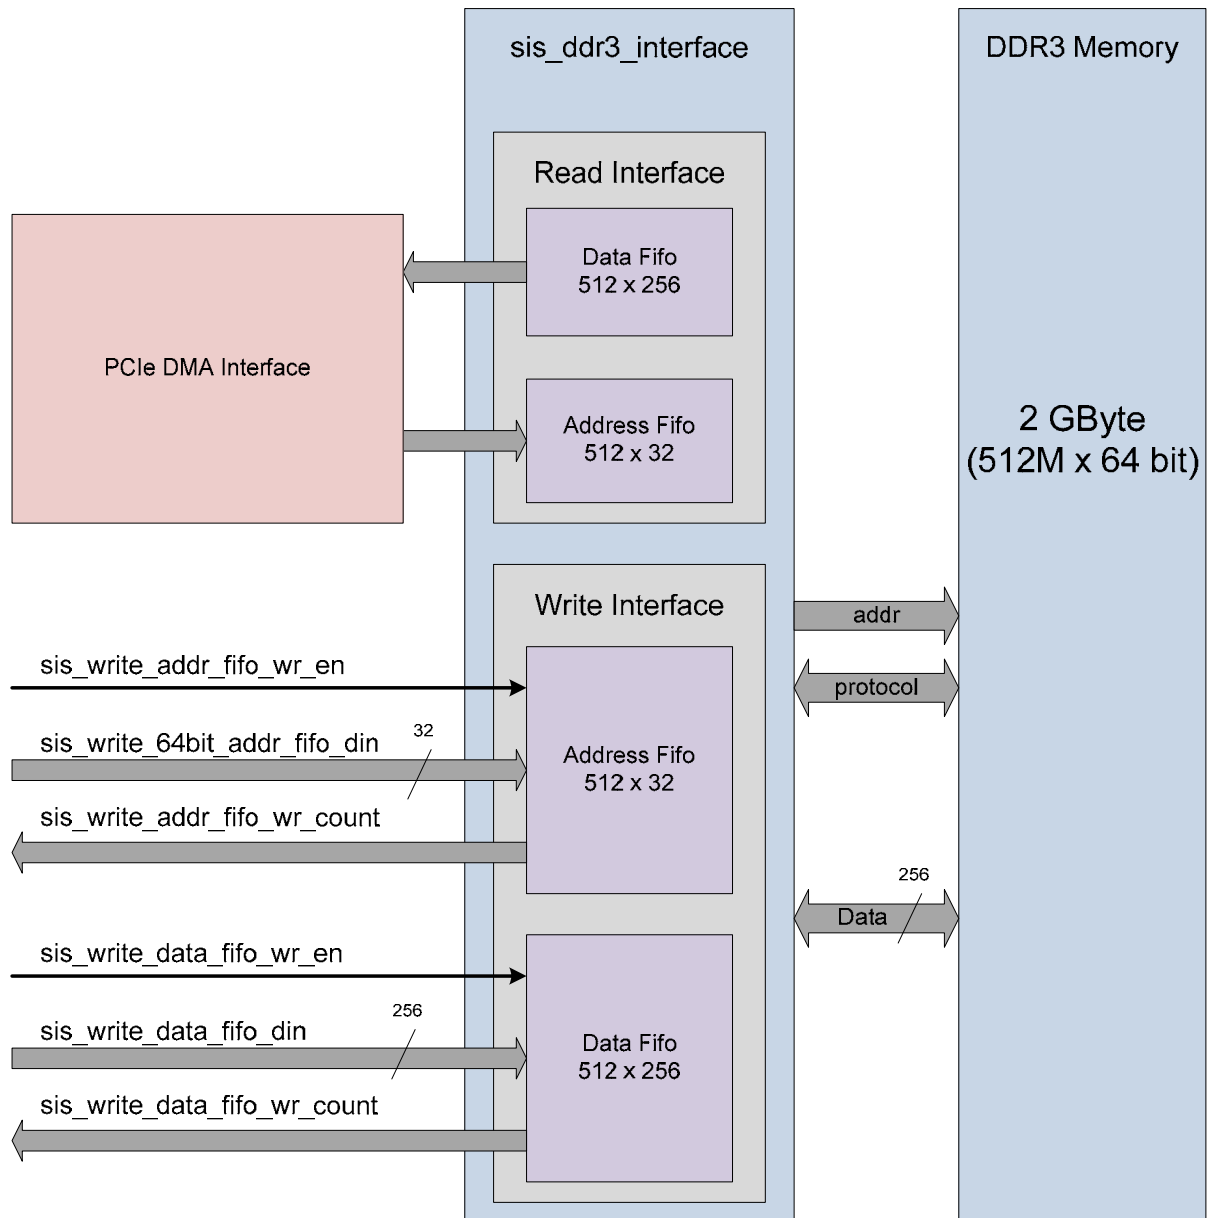 sis_ddr3_interface
DDR3 Memory
Read Interface
Data Fifo
512 x 256
PCIe DMA Interface
Address Fifo
512 x 32
2 GByte
(512M x 64 bit)
Write Interface
addr
sis_write_addr_fifo_wr_en
protocol
sis_write_64bit_addr_fifo_din
32
Address Fifo
512 x 32
sis_write_addr_fifo_wr_count
256
Data
sis_write_data_fifo_wr_en
256
sis_write_data_fifo_din
Data Fifo
512 x 256
sis_write_data_fifo_wr_count